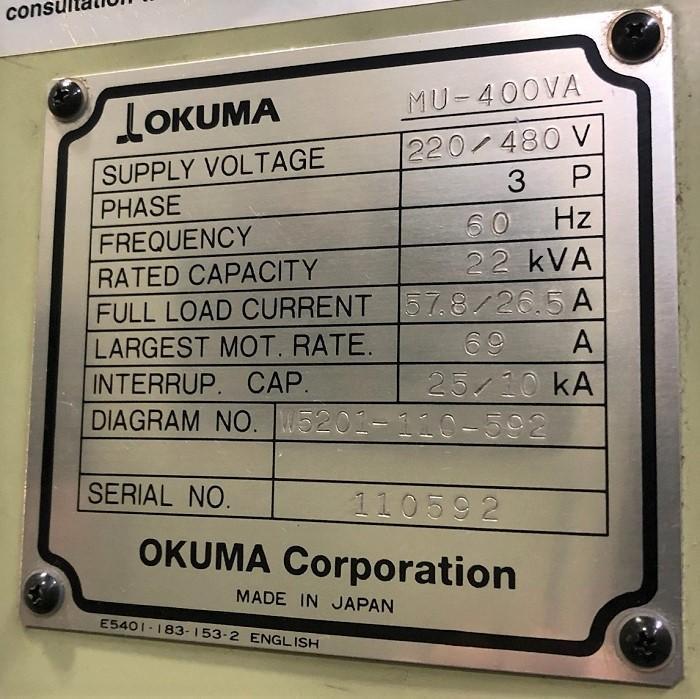 consultation
OKUMA MU-400VA
SUPPLY VOLTAGE 220/480 V
PHASE 3 P
FREQUENCY 60 Hz
RATED CAPACITY 22 kVA
FULL LOAD CURRENT 57.8/26.5 A
LARGEST MOT. RATE. 69 A
INTERRUP. CAP. 25/10 kA
DIAGRAM NO. W5201-110-592
SERIAL NO. 110592
OKUMA Corporation
MADE IN JAPAN
E5401-183-153-2 ENGLISH